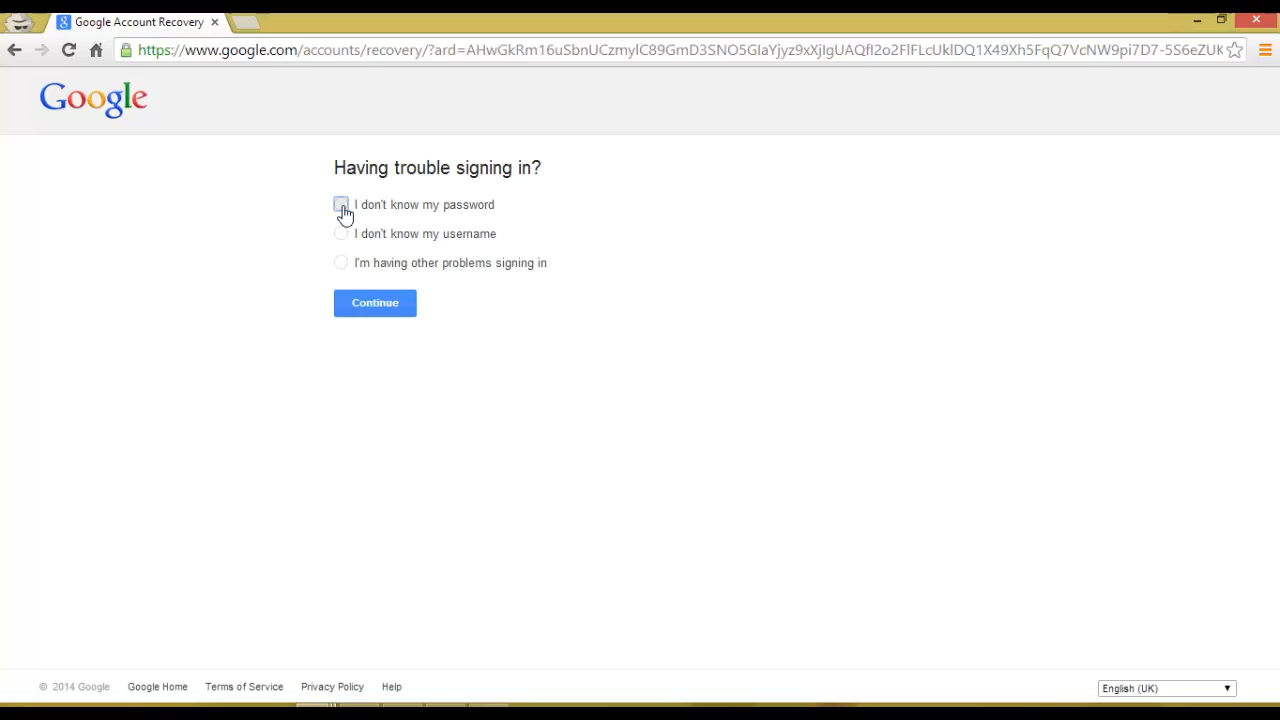 Google Account Recovery
https://www.google.com/accounts/recovery/?ard=
Google
Having trouble signing in?
I don't know my password
I don't know my username
I'm having other problems signing in
Continue
© 2014 Google
Google Home
Terms of Service
Privacy Policy
Help
English (UK)